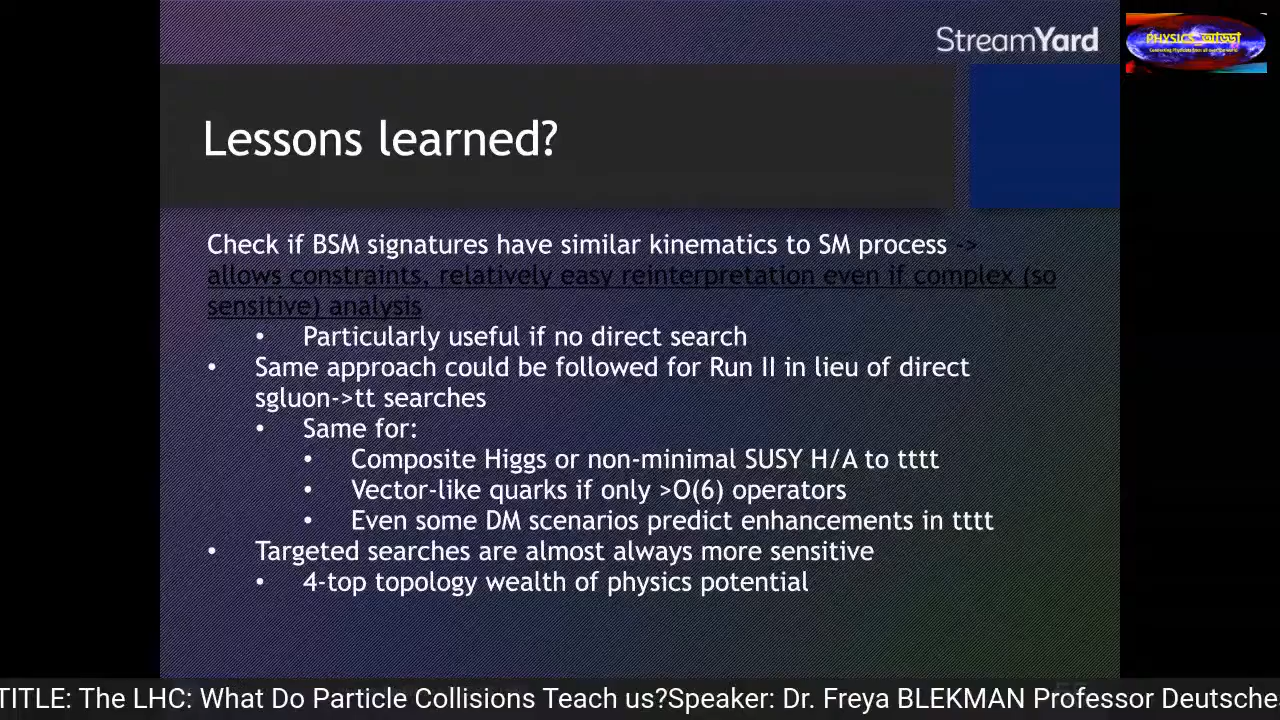 StreamYard
PHYSICS_আড্ডা
Lessons learned?
Check if BSM signatures have similar kinematics to SM process ->
allows constraints, relatively easy reinterpretation even if complex (so
sensitive) analysis
• Particularly useful if no direct search
• Same approach could be followed for Run II in lieu of direct
sgluon->tt searches
• Same for:
• Composite Higgs or non-minimal SUSY H/A to tttt
• Vector-like quarks if only >O(6) operators
• Even some DM scenarios predict enhancements in tttt
• Targeted searches are almost always more sensitive
• 4-top topology wealth of physics potential
TITLE: The LHC: What Do Particle Collisions Teach us?Speaker: Dr. Freya BLEKMAN Professor Deutsche